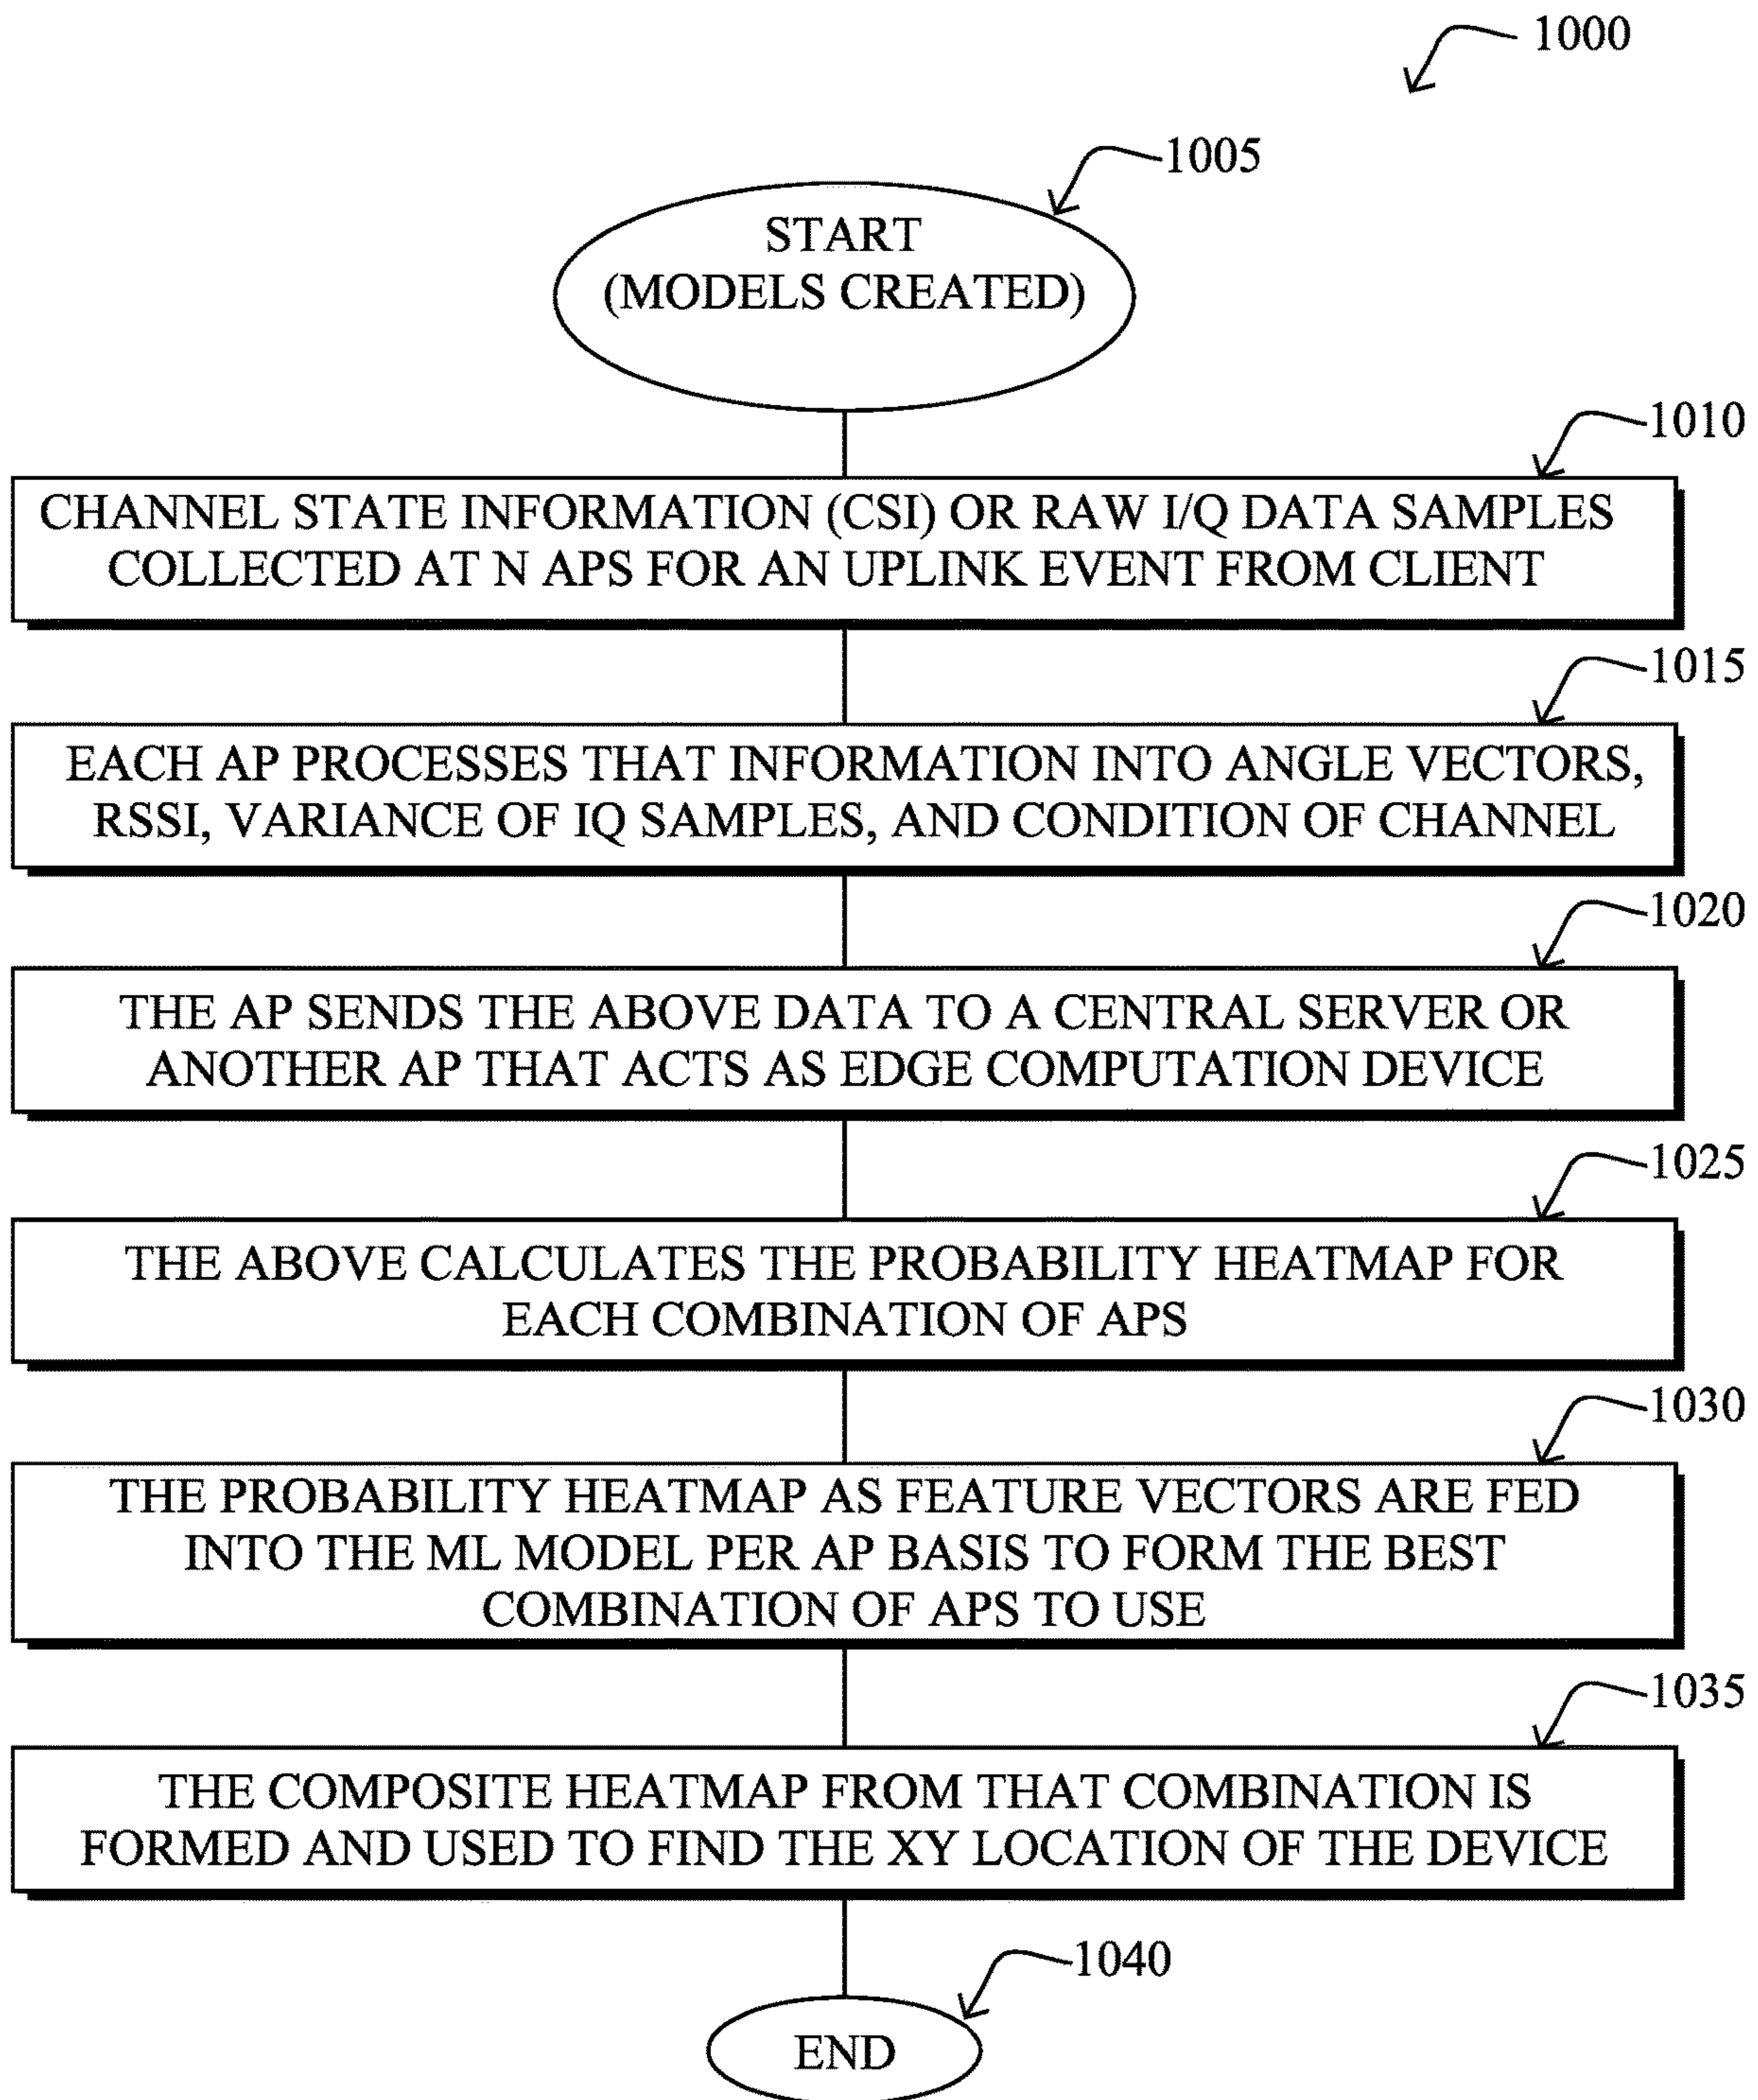 1000
1005
START
(MODELS CREATED)
1010
CHANNEL STATE INFORMATION (CSI) OR RAW I/Q DATA SAMPLES
COLLECTED AT N APS FOR AN UPLINK EVENT FROM CLIENT
1015
EACH AP PROCESSES THAT INFORMATION INTO ANGLE VECTORS,
RSSI, VARIANCE OF IQ SAMPLES, AND CONDITION OF CHANNEL
1020
THE AP SENDS THE ABOVE DATA TO A CENTRAL SERVER OR
ANOTHER AP THAT ACTS AS EDGE COMPUTATION DEVICE
1025
THE ABOVE CALCULATES THE PROBABILITY HEATMAP FOR
EACH COMBINATION OF APS
1030
THE PROBABILITY HEATMAP AS FEATURE VECTORS ARE FED
INTO THE ML MODEL PER AP BASIS TO FORM THE BEST
COMBINATION OF APS TO USE
1035
THE COMPOSITE HEATMAP FROM THAT COMBINATION IS
FORMED AND USED TO FIND THE XY LOCATION OF THE DEVICE
1040
END